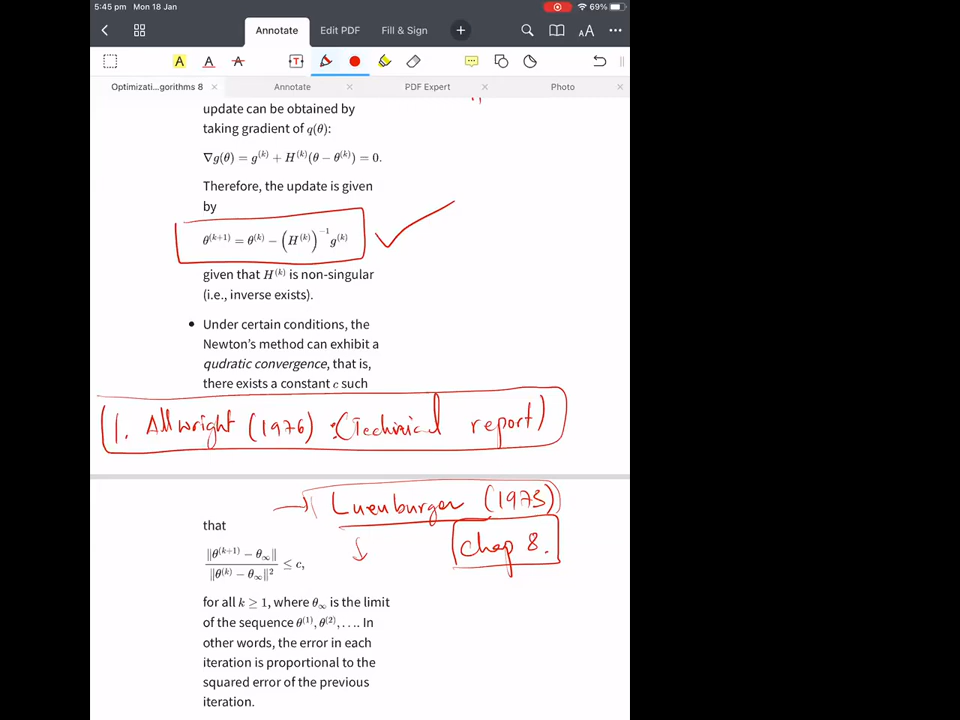 5:45 pm Mon 18 Jan
69%
Annotate Edit PDF Fill & Sign
AA
A A A T
Optimizati...gorithms 8 × Annotate × PDF Expert × Photo ×
update can be obtained by
taking gradient of q(θ):
∇g(θ) = g^(k) + H^(k)(θ − θ^(k)) = 0.
Therefore, the update is given
by
θ^(k+1) = θ^(k) − (H^(k))^−1 g^(k)
given that H^(k) is non-singular
(i.e., inverse exists).
• Under certain conditions, the
Newton's method can exhibit a
qudratic convergence, that is,
there exists a constant c such
1. Allwright (1976) : (Technical report)
Luenburger (1973)
that
Chap 8.
‖θ^(k+1) − θ_∞‖ / ‖θ^(k) − θ_∞‖^2 ≤ c,
for all k ≥ 1, where θ_∞ is the limit
of the sequence θ^(1), θ^(2), .... In
other words, the error in each
iteration is proportional to the
squared error of the previous
iteration.